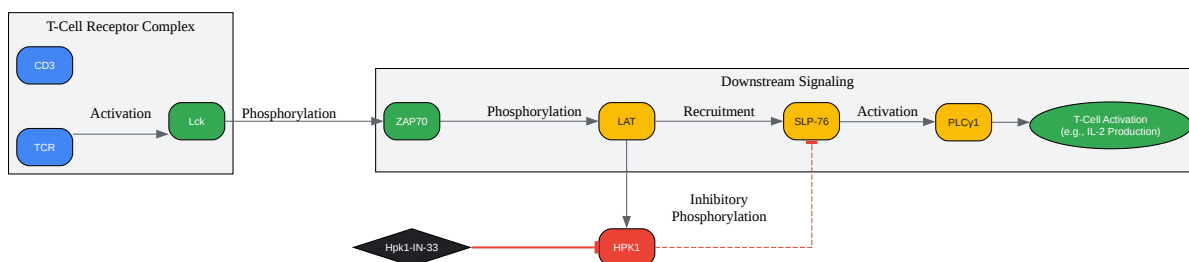 T-Cell Receptor Complex
CD3
TCR
Activation
Lck
Phosphorylation
Downstream Signaling
ZAP70
Phosphorylation
LAT
Recruitment
SLP-76
Activation
PLCγ1
T-Cell Activation
(e.g., IL-2 Production)
Inhibitory
Phosphorylation
Hpk1-IN-33
HPK1